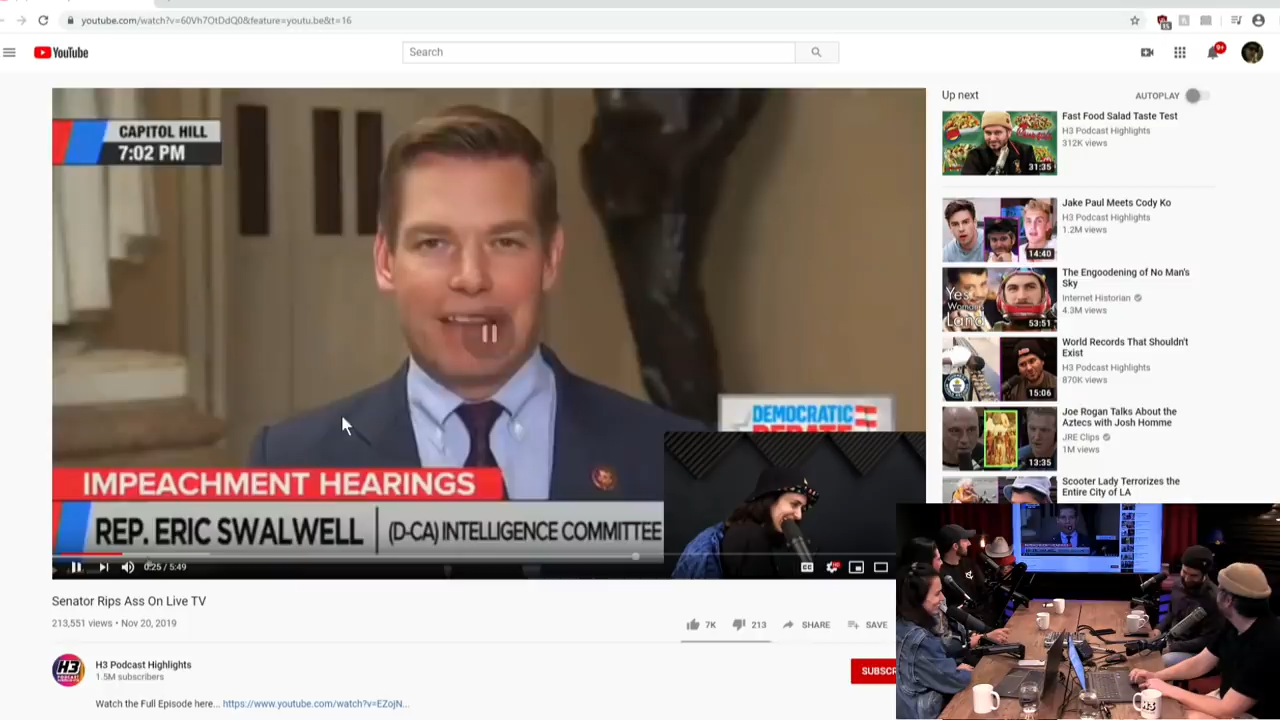 youtube.com/watch?v=60Vh7QtDdQ0&feature=youtu.be&t=16
YouTube
Search
9+
CAPITOL HILL
7:02 PM
DEMOCRATIC
IMPEACHMENT HEARINGS
REP. ERIC SWALWELL
(D-CA) INTELLIGENCE COMMITTEE
0:25 / 5:49
Senator Rips Ass On Live TV
213,551 views • Nov 20, 2019
7K
213
SHARE
SAVE
H3 Podcast Highlights
1.5M subscribers
SUBSC
Watch the Full Episode here... https://www.youtube.com/watch?v=EZojN...
Up next
AUTOPLAY
Fast Food Salad Taste Test
H3 Podcast Highlights
312K views
31:35
Jake Paul Meets Cody Ko
H3 Podcast Highlights
1.2M views
14:40
The Engoodening of No Man's
Sky
Internet Historian
4.3M views
Yes
Land
53:51
World Records That Shouldn't
Exist
H3 Podcast Highlights
870K views
15:06
Joe Rogan Talks About the
Aztecs with Josh Homme
JRE Clips
1M views
13:35
Scooter Lady Terrorizes the
Entire City of LA
H3